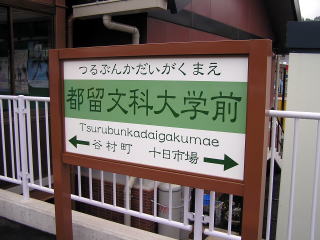 つるぶんかだいがくまえ
都留文科大学前
Tsurubunkadaigakumae
谷村町 十日市場